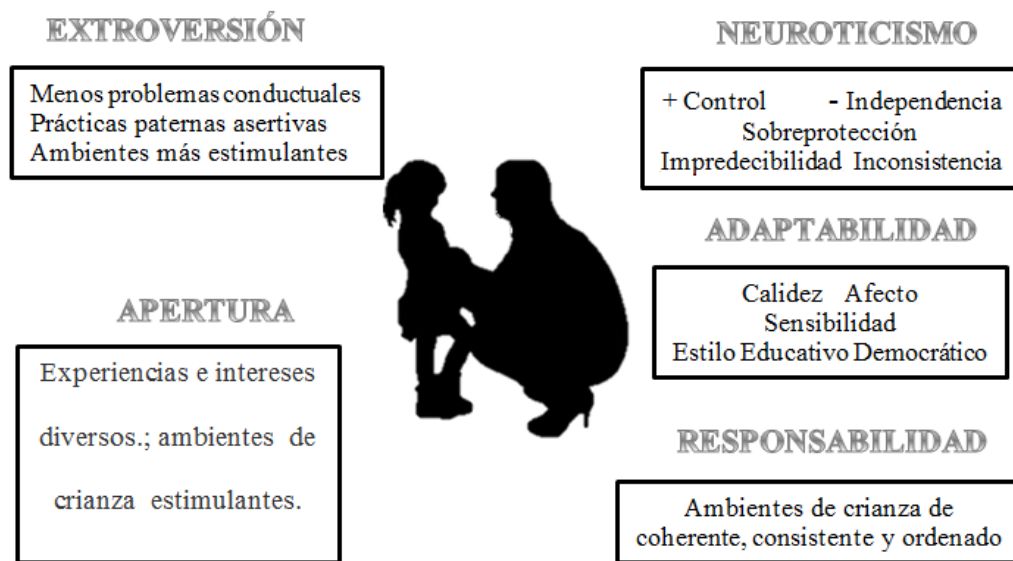 EXTROVERSIÓN
Menos problemas conductuales
Prácticas paternas asertivas
Ambientes más estimulantes
APERTURA
Experiencias e intereses
diversos.; ambientes de
crianza estimulantes.
NEUROTICISMO
+ Control - Independencia
Sobreprotección
Impredecibilidad Inconsistencia
ADAPTABILIDAD
Calidez Afecto
Sensibilidad
Estilo Educativo Democrático
RESPONSABILIDAD
Ambientes de crianza de
coherente, consistente y ordenado